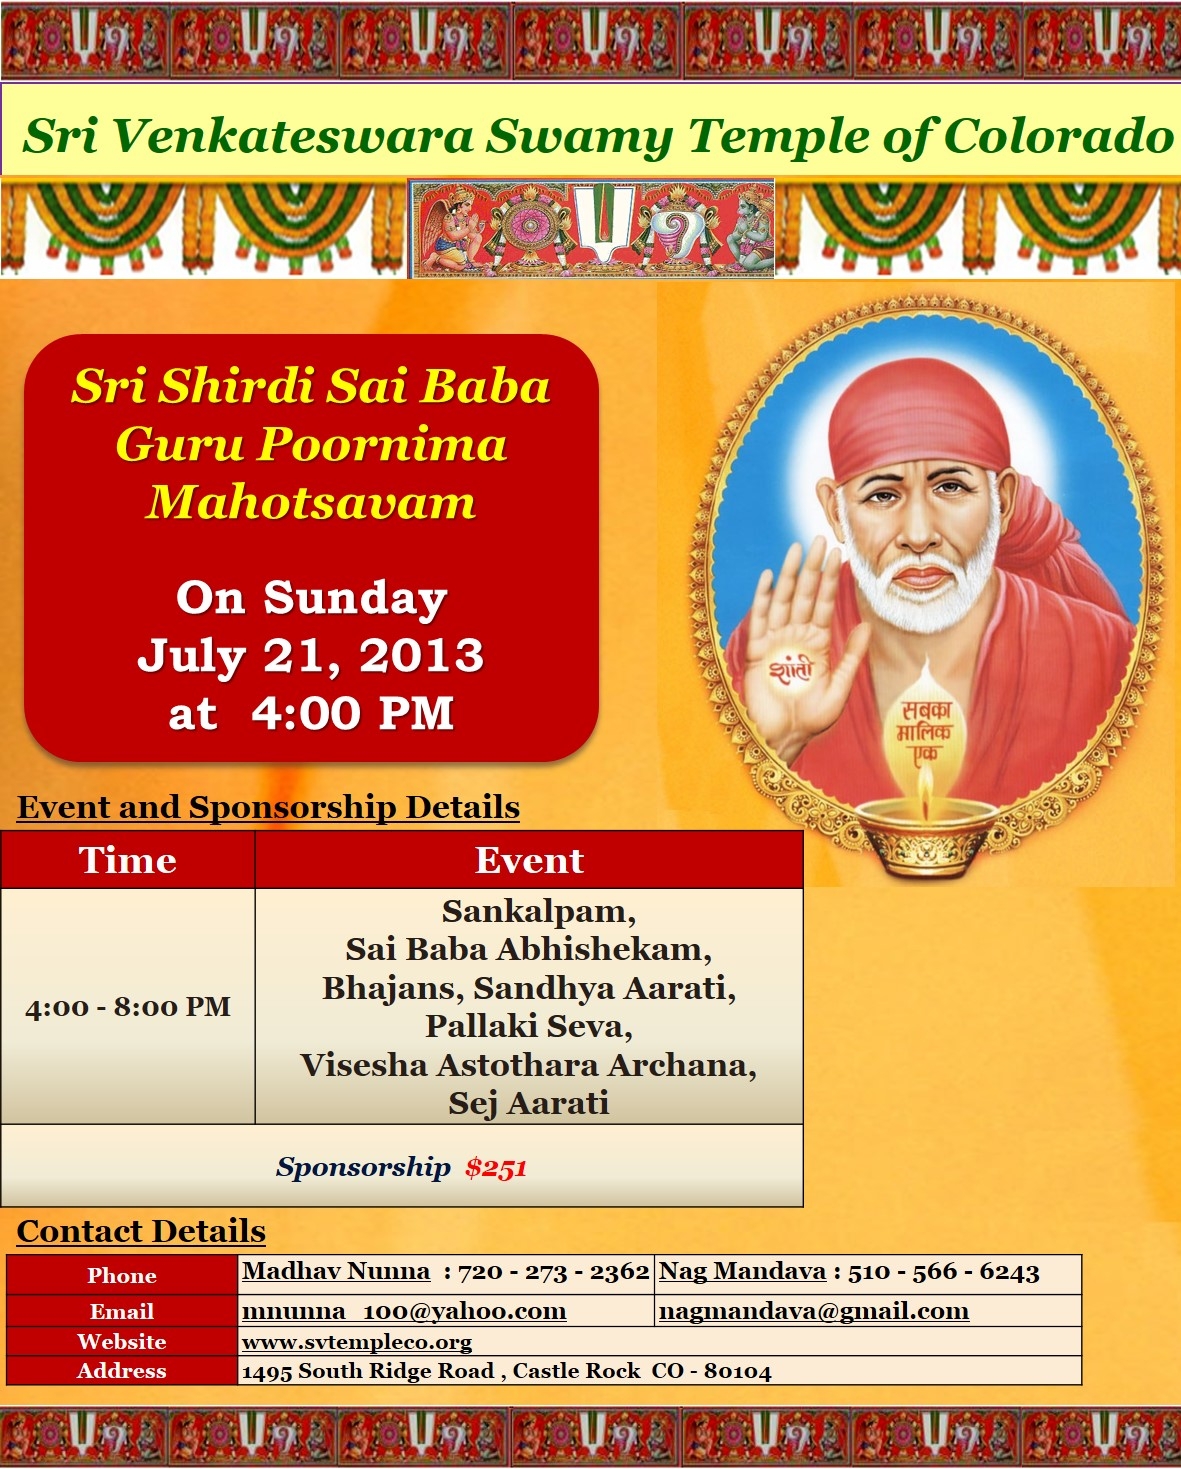 Sri Venkateswara Swamy Temple of Colorado
Sri Shirdi Sai Baba
Guru Poornima
Mahotsavam
On Sunday
July 21, 2013
at 4:00 PM
शांती
सबका
मालिक
एक
Event and Sponsorship Details
Time Event
4:00 - 8:00 PM
Sankalpam,
Sai Baba Abhishekam,
Bhajans, Sandhya Aarati,
Pallaki Seva,
Visesha Astothara Archana,
Sej Aarati
Sponsorship $251
Contact Details
Phone Madhav Nunna : 720 - 273 - 2362 Nag Mandava : 510 - 566 - 6243
Email mnunna_100@yahoo.com nagmandava@gmail.com
Website www.svtempleco.org
Address 1495 South Ridge Road , Castle Rock CO - 80104